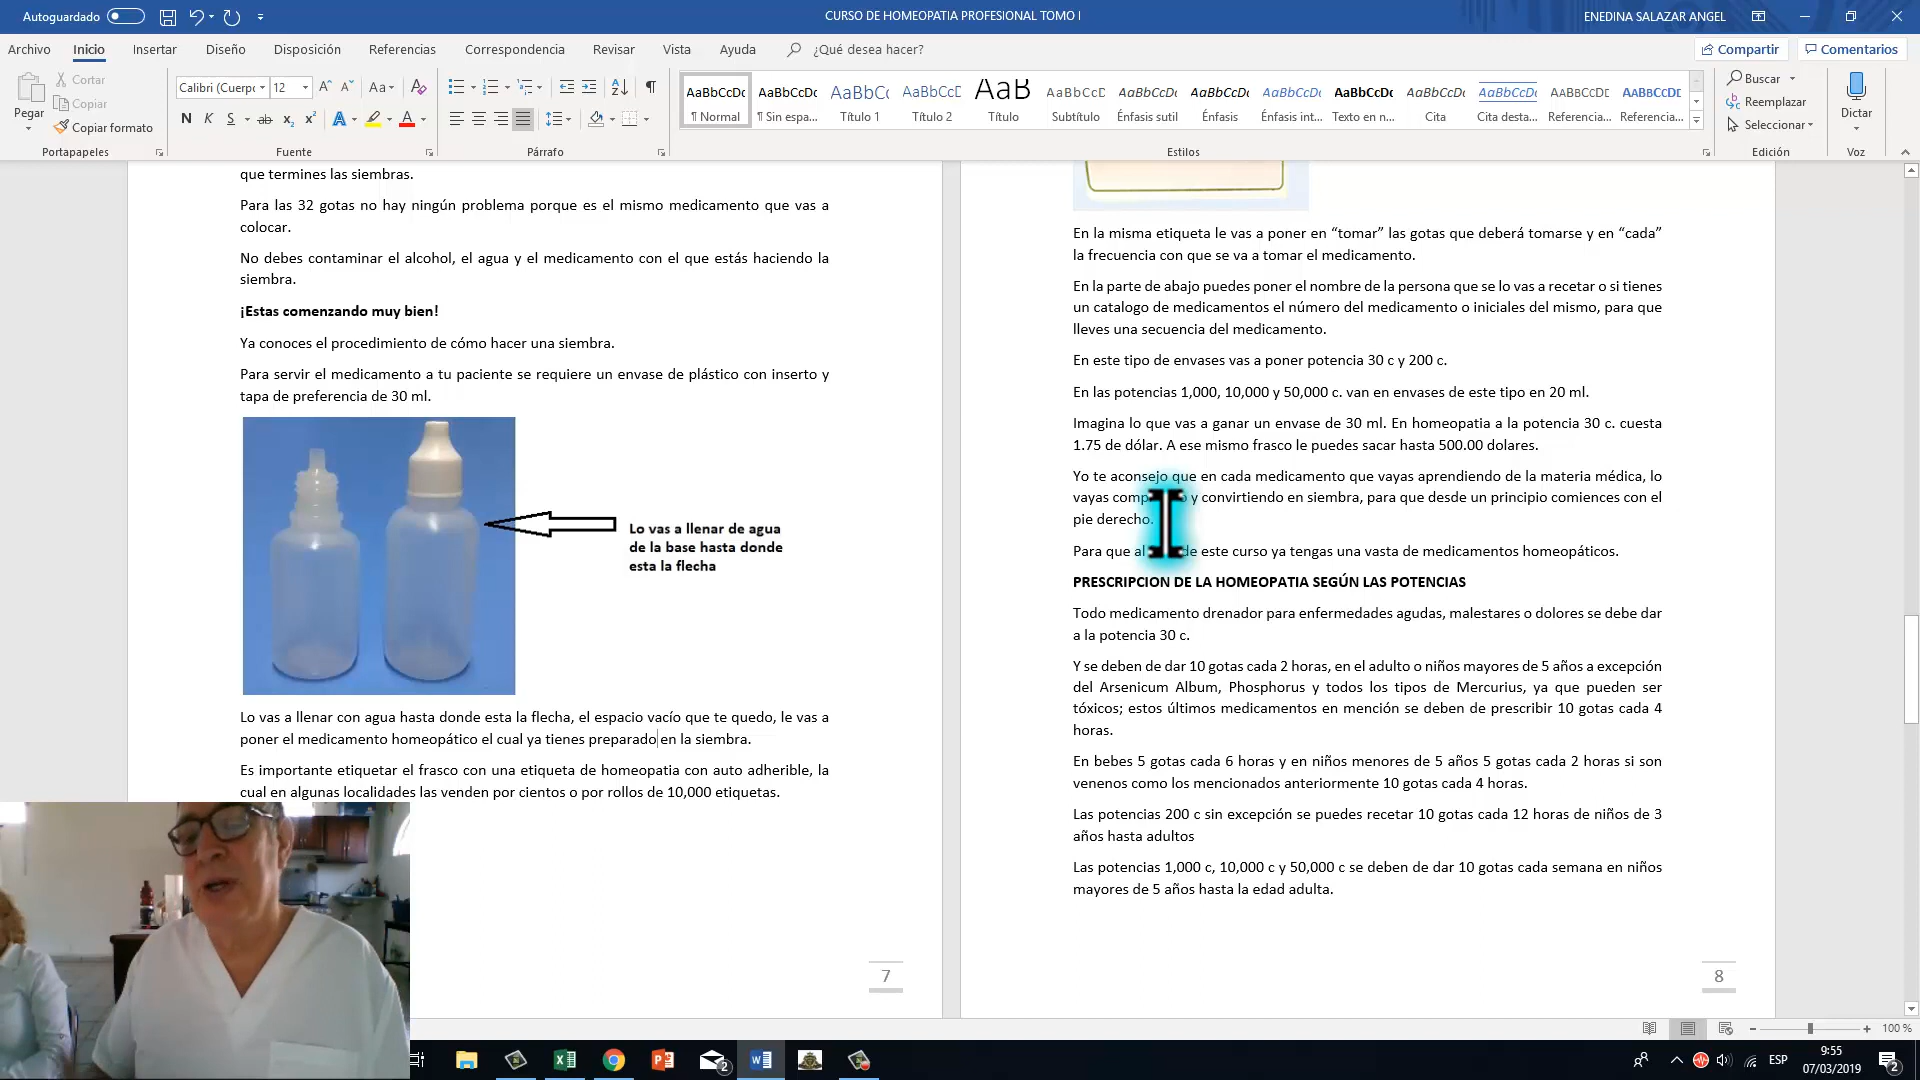 Autoguardado
CURSO DE HOMEOPATIA PROFESIONAL TOMO I
ENEDINA SALAZAR ANGEL
Archivo Inicio Insertar Diseño Disposición Referencias Correspondencia Revisar Vista Ayuda ¿Qué desea hacer? Compartir Comentarios
Pegar
Cortar
Copiar
Copiar formato
Portapapeles
Calibri (Cuerp 12
Aa
N K S ab x₂ x²
Fuente
Párrafo
AaBbCcDc AaBbCcDc AaBbCc AaBbCcD AaB AaBbCcD AaBbCcDc AaBbCcDc AaBbCcDc AaBbCcDc AaBbCcDc AaBbCcDc AABBCCDE AABBCCDE
¶ Normal ¶ Sin espa... Título 1 Título 2 Título Subtítulo Énfasis sutil Énfasis Énfasis int... Texto en n... Cita Cita desta... Referencia... Referencia...
Estilos
Buscar
Reemplazar
Seleccionar
Edición
Dictar
Voz
que termines las siembras.
Para las 32 gotas no hay ningún problema porque es el mismo medicamento que vas a
colocar.
No debes contaminar el alcohol, el agua y el medicamento con el que estás haciendo la
siembra.
¡Estas comenzando muy bien!
Ya conoces el procedimiento de cómo hacer una siembra.
Para servir el medicamento a tu paciente se requiere un envase de plástico con inserto y
tapa de preferencia de 30 ml.
Lo vas a llenar de agua
de la base hasta donde
esta la flecha
Lo vas a llenar con agua hasta donde esta la flecha, el espacio vacío que te quedo, le vas a
poner el medicamento homeopático el cual ya tienes preparado en la siembra.
Es importante etiquetar el frasco con una etiqueta de homeopatia con auto adherible, la
cual en algunas localidades las venden por cientos o por rollos de 10,000 etiquetas.
7
En la misma etiqueta le vas a poner en “tomar” las gotas que deberá tomarse y en “cada”
la frecuencia con que se va a tomar el medicamento.
En la parte de abajo puedes poner el nombre de la persona que se lo vas a recetar o si tienes
un catalogo de medicamentos el número del medicamento o iniciales del mismo, para que
lleves una secuencia del medicamento.
En este tipo de envases vas a poner potencia 30 c y 200 c.
En las potencias 1,000, 10,000 y 50,000 c. van en envases de este tipo en 20 ml.
Imagina lo que vas a ganar un envase de 30 ml. En homeopatia a la potencia 30 c. cuesta
1.75 de dólar. A ese mismo frasco le puedes sacar hasta 500.00 dolares.
Yo te aconsejo que en cada medicamento que vayas aprendiendo de la materia médica, lo
vayas comp y convirtiendo en siembra, para que desde un principio comiences con el
pie derecho.
Para que al de este curso ya tengas una vasta de medicamentos homeopáticos.
PRESCRIPCION DE LA HOMEOPATIA SEGÚN LAS POTENCIAS
Todo medicamento drenador para enfermedades agudas, malestares o dolores se debe dar
a la potencia 30 c.
Y se deben de dar 10 gotas cada 2 horas, en el adulto o niños mayores de 5 años a excepción
del Arsenicum Album, Phosphorus y todos los tipos de Mercurius, ya que pueden ser
tóxicos; estos últimos medicamentos en mención se deben de prescribir 10 gotas cada 4
horas.
En bebes 5 gotas cada 6 horas y en niños menores de 5 años 5 gotas cada 2 horas si son
venenos como los mencionados anteriormente 10 gotas cada 4 horas.
Las potencias 200 c sin excepción se puedes recetar 10 gotas cada 12 horas de niños de 3
años hasta adultos
Las potencias 1,000 c, 10,000 c y 50,000 c se deben de dar 10 gotas cada semana en niños
mayores de 5 años hasta la edad adulta.
8
100 %
2
ESP
9:55
07/03/2019
2